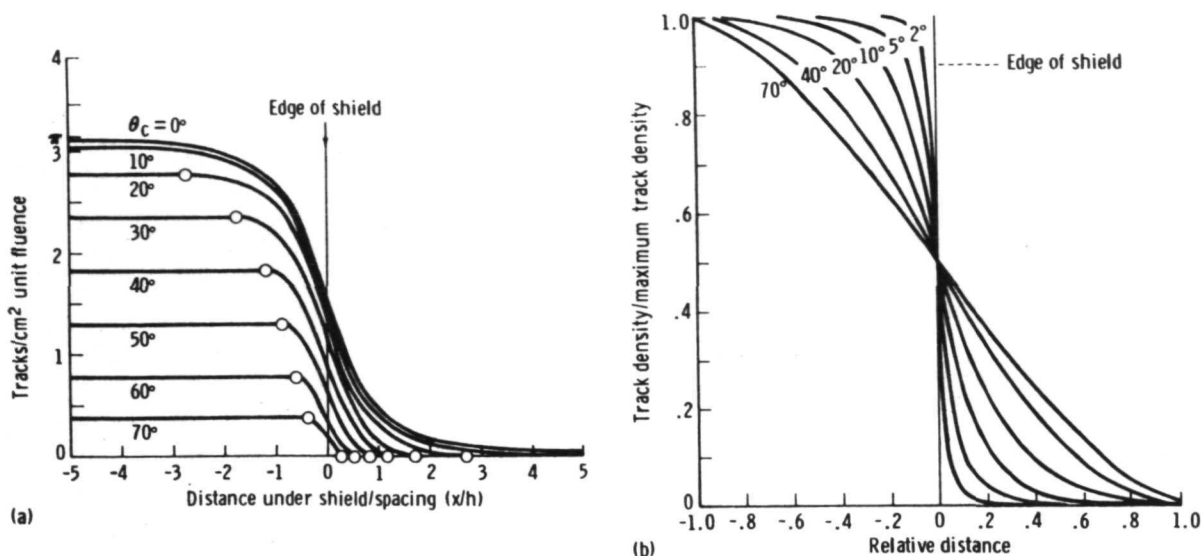 4
3
2
1
0
π
Tracks/cm² unit fluence
θc = 0°
10°
20°
30°
40°
50°
60°
70°
Edge of shield
-5 -4 -3 -2 -1 0 1 2 3 4 5
Distance under shield/spacing (x/h)
(a)
1.0
.8
.6
.4
.2
0
Track density/maximum track density
70° 40° 20° 10° 5° 2°
Edge of shield
-1.0 -.8 -.6 -.4 -.2 0 .2 .4 .6 .8 1.0
Relative distance
(b)